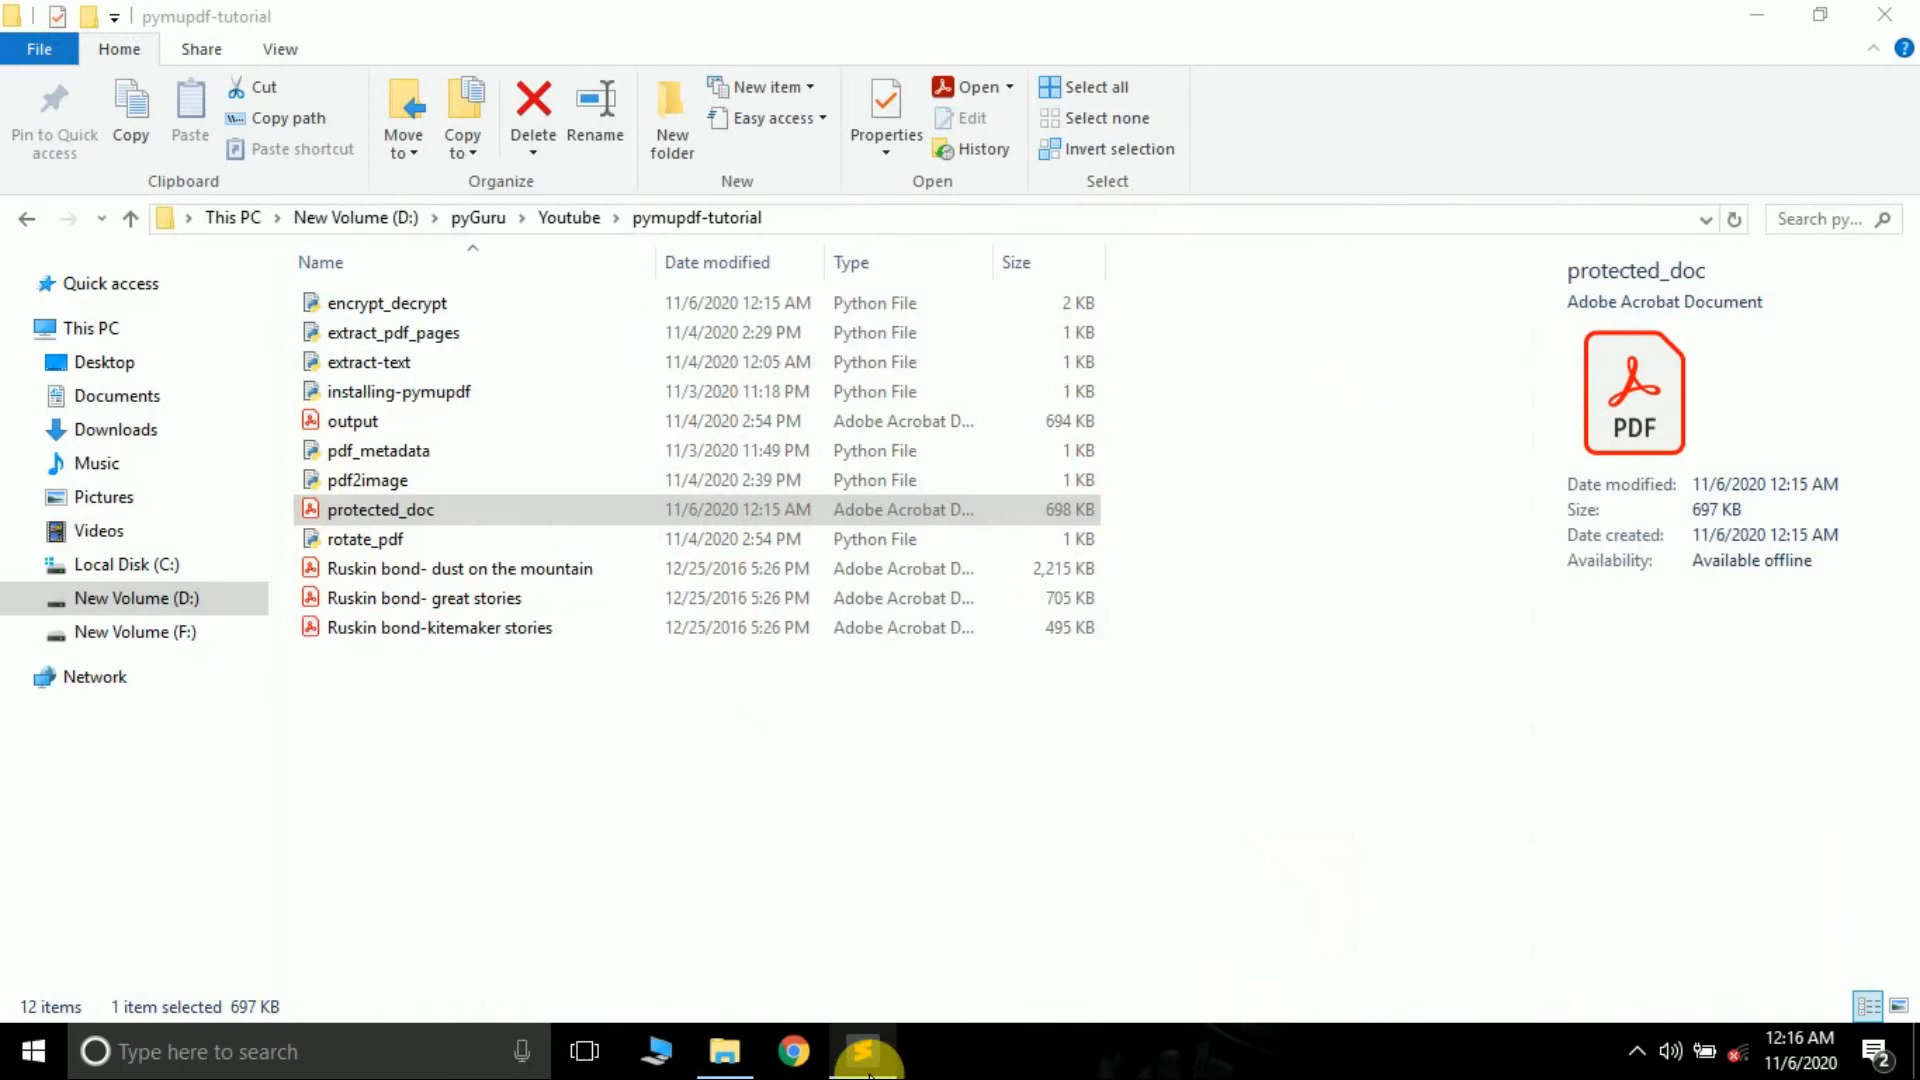 pymupdf-tutorial
File Home Share View
Pin to Quick access
Copy
Paste
Cut
Copy path
Paste shortcut
Clipboard
Move to
Copy to
Delete
Rename
Organize
New folder
New item
Easy access
New
Properties
Open
Edit
History
Open
Select all
Select none
Invert selection
Select
This PC New Volume (D:) pyGuru Youtube pymupdf-tutorial
Search py...
Quick access
This PC
Desktop
Documents
Downloads
Music
Pictures
Videos
Local Disk (C:)
New Volume (D:)
New Volume (F:)
Network
Name Date modified Type Size
encrypt_decrypt 11/6/2020 12:15 AM Python File 2 KB
extract_pdf_pages 11/4/2020 2:29 PM Python File 1 KB
extract-text 11/4/2020 12:05 AM Python File 1 KB
installing-pymupdf 11/3/2020 11:18 PM Python File 1 KB
output 11/4/2020 2:54 PM Adobe Acrobat D... 694 KB
pdf_metadata 11/3/2020 11:49 PM Python File 1 KB
pdf2image 11/4/2020 2:39 PM Python File 1 KB
protected_doc 11/6/2020 12:15 AM Adobe Acrobat D... 698 KB
rotate_pdf 11/4/2020 2:54 PM Python File 1 KB
Ruskin bond- dust on the mountain 12/25/2016 5:26 PM Adobe Acrobat D... 2,215 KB
Ruskin bond- great stories 12/25/2016 5:26 PM Adobe Acrobat D... 705 KB
Ruskin bond-kitemaker stories 12/25/2016 5:26 PM Adobe Acrobat D... 495 KB
protected_doc
Adobe Acrobat Document
PDF
Date modified: 11/6/2020 12:15 AM
Size: 697 KB
Date created: 11/6/2020 12:15 AM
Availability: Available offline
12 items 1 item selected 697 KB
Type here to search
12:16 AM
11/6/2020
2